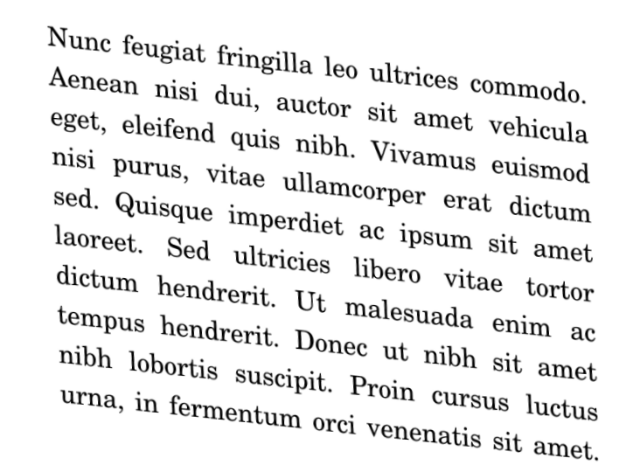 Nunc feugiat fringilla leo ultrices commodo.
Aenean nisi dui, auctor sit amet vehicula
eget, eleifend quis nibh. Vivamus euismod
nisi purus, vitae ullamcorper erat dictum
sed. Quisque imperdiet ac ipsum sit amet
laoreet. Sed ultricies libero vitae tortor
dictum hendrerit. Ut malesuada enim ac
tempus hendrerit. Donec ut nibh sit amet
nibh lobortis suscipit. Proin cursus luctus
urna, in fermentum orci venenatis sit amet.